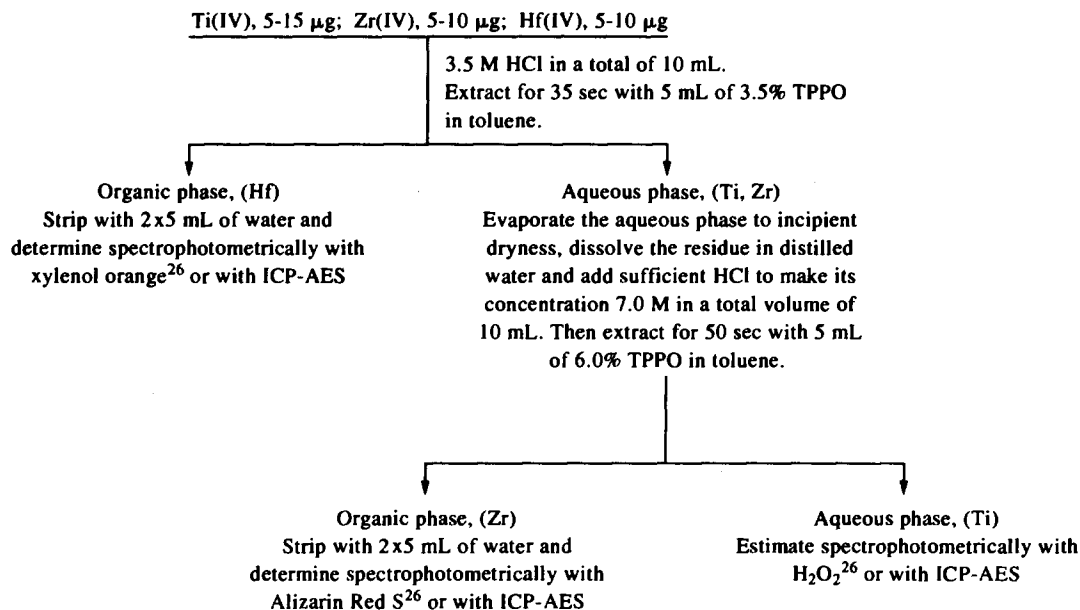 Ti(IV), 5-15 µg; Zr(IV), 5-10 µg; Hf(IV), 5-10 µg
3.5 M HCl in a total of 10 mL.
Extract for 35 sec with 5 mL of 3.5% TPPO
in toluene.
Organic phase, (Hf)
Strip with 2x5 mL of water and
determine spectrophotometrically with
xylenol orange²⁶ or with ICP-AES
Aqueous phase, (Ti, Zr)
Evaporate the aqueous phase to incipient
dryness, dissolve the residue in distilled
water and add sufficient HCl to make its
concentration 7.0 M in a total volume of
10 mL. Then extract for 50 sec with 5 mL
of 6.0% TPPO in toluene.
Organic phase, (Zr)
Strip with 2x5 mL of water and
determine spectrophotometrically with
Alizarin Red S²⁶ or with ICP-AES
Aqueous phase, (Ti)
Estimate spectrophotometrically with
H₂O₂²⁶ or with ICP-AES